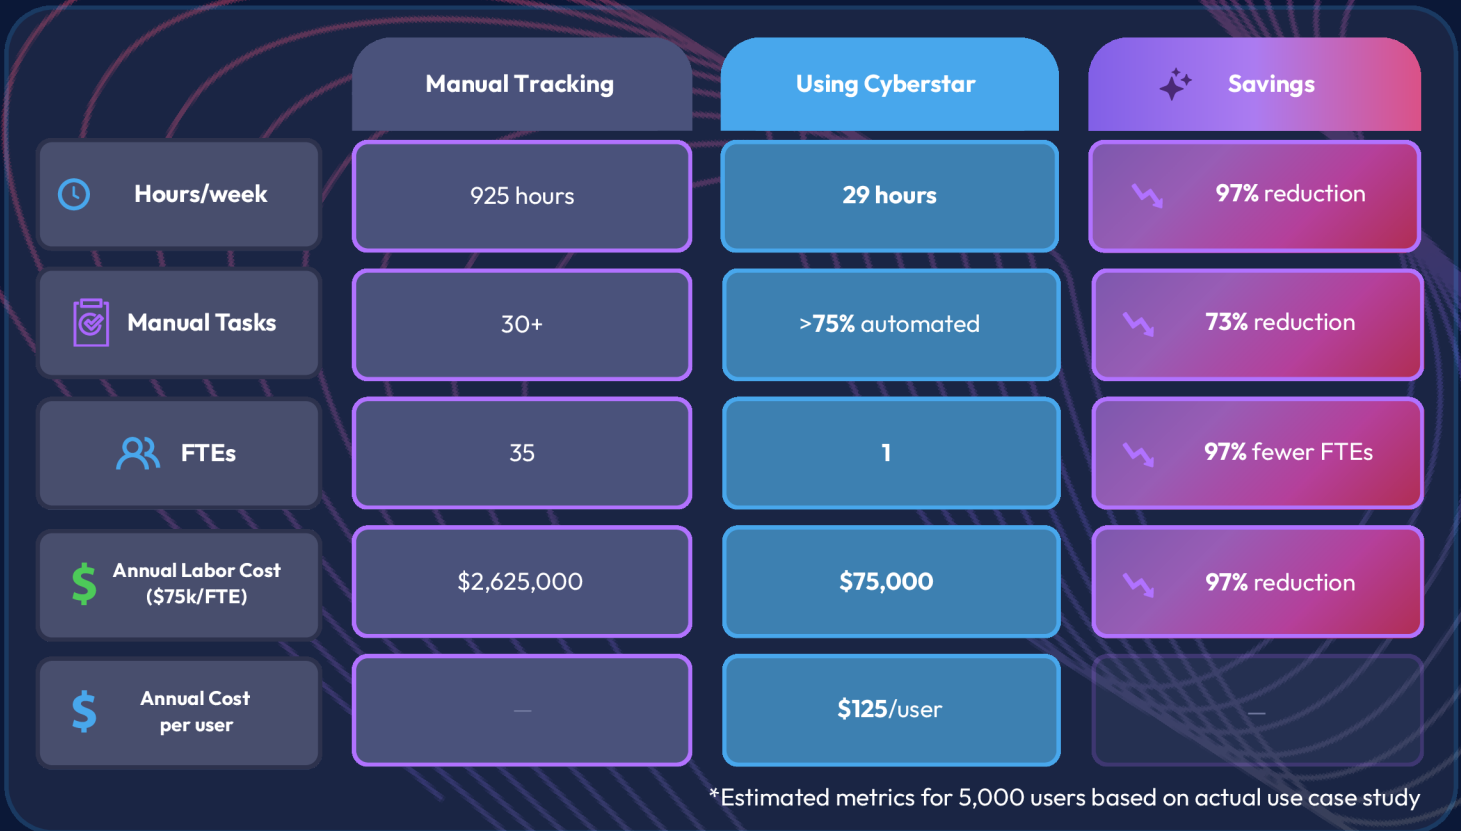 Manual Tracking
Using Cyberstar
Savings
Hours/week
925 hours
29 hours
97% reduction
Manual Tasks
30+
>75% automated
73% reduction
FTEs
35
1
97% fewer FTEs
Annual Labor Cost
($75k/FTE)
$2,625,000
$75,000
97% reduction
Annual Cost
per user
—
$125/user
—
*Estimated metrics for 5,000 users based on actual use case study